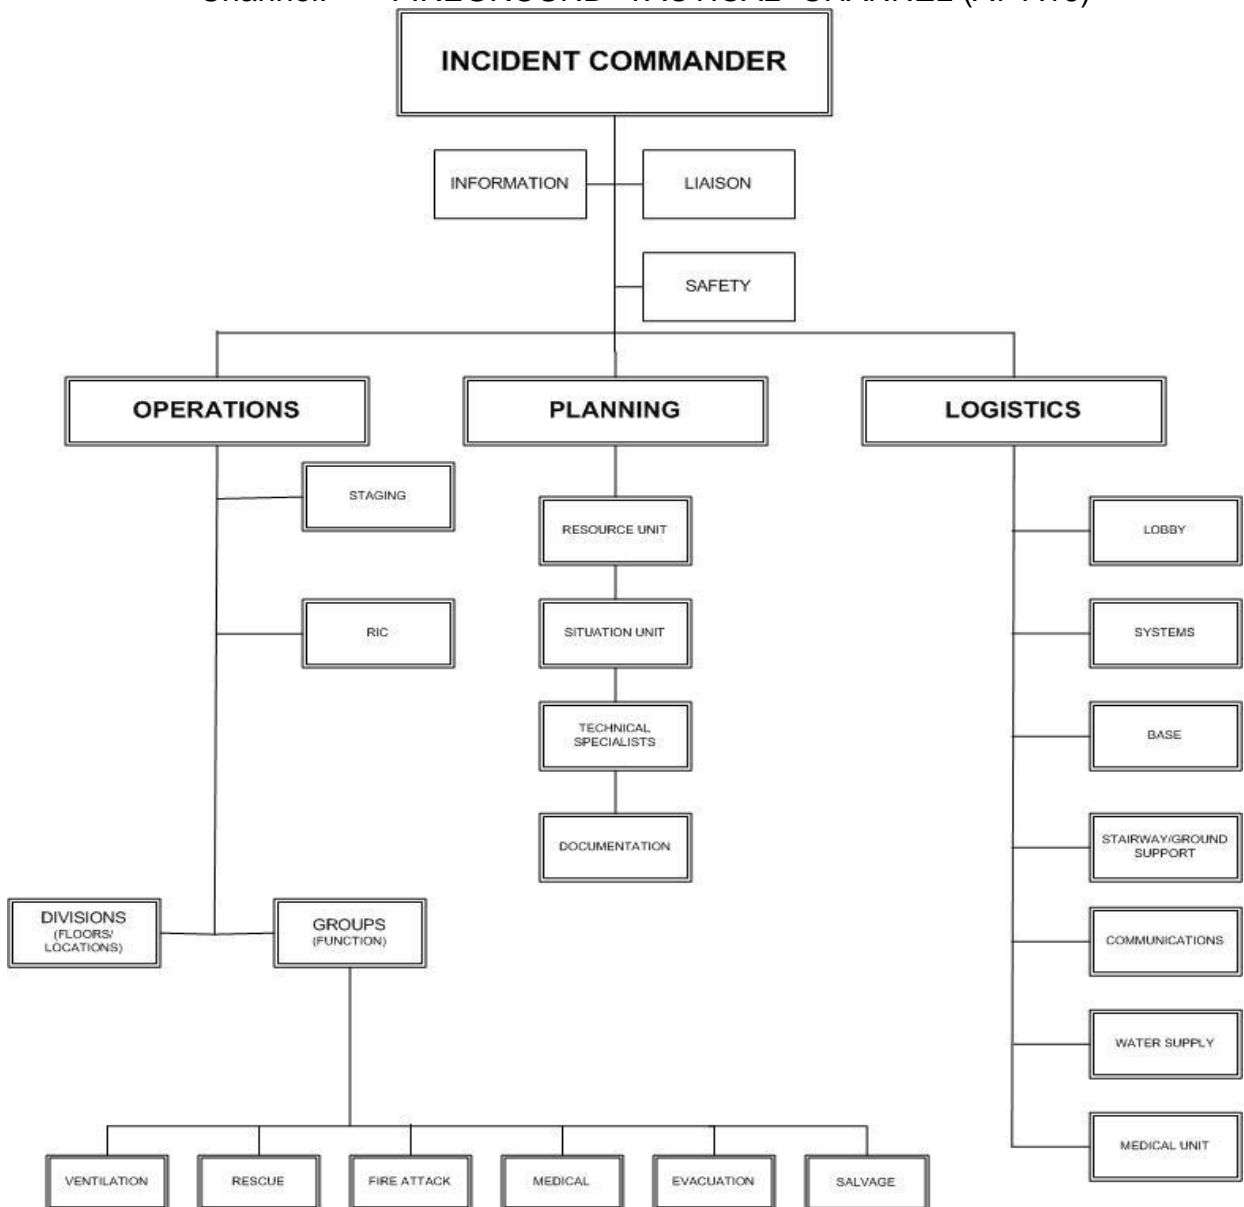 INCIDENT COMMANDER
INFORMATION
LIAISON
SAFETY
OPERATIONS
PLANNING
LOGISTICS
STAGING
RESOURCE UNIT
LOBBY
RIC
SITUATION UNIT
SYSTEMS
TECHNICAL
SPECIALISTS
BASE
DOCUMENTATION
STAIRWAY/GROUND
SUPPORT
DIVISIONS
(FLOORS/
LOCATIONS)
GROUPS
(FUNCTION)
COMMUNICATIONS
WATER SUPPLY
MEDICAL UNIT
VENTILATION
RESCUE
FIRE ATTACK
MEDICAL
EVACUATION
SALVAGE